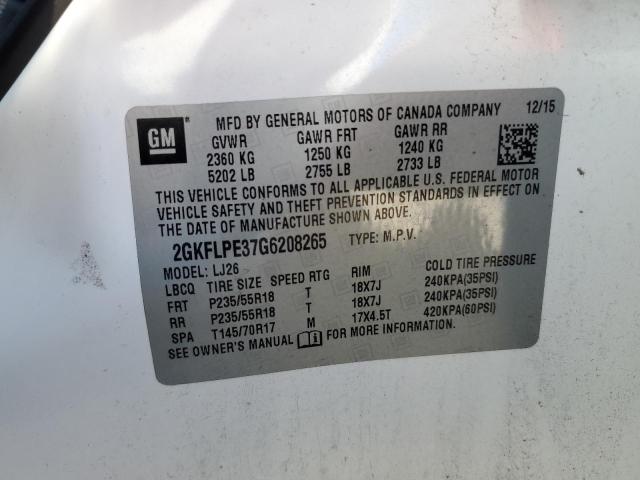 GM
MFD BY GENERAL MOTORS OF CANADA COMPANY 12/15
GVWR GAWR FRT GAWR RR
2360 KG 1250 KG 1240 KG
5202 LB 2755 LB 2733 LB
THIS VEHICLE CONFORMS TO ALL APPLICABLE U.S. FEDERAL MOTOR
VEHICLE SAFETY AND THEFT PREVENTION STANDARDS IN EFFECT ON
THE DATE OF MANUFACTURE SHOWN ABOVE.
2GKFLPE37G6208265 TYPE: M.P.V.
MODEL: LJ26
LBCQ TIRE SIZE SPEED RTG RIM COLD TIRE PRESSURE
FRT P235/55R18 T 18X7J 240KPA(35PSI)
RR P235/55R18 T 18X7J 240KPA(35PSI)
SPA T145/70R17 M 17X4.5T 420KPA(60PSI)
SEE OWNER'S MANUAL i FOR MORE INFORMATION.